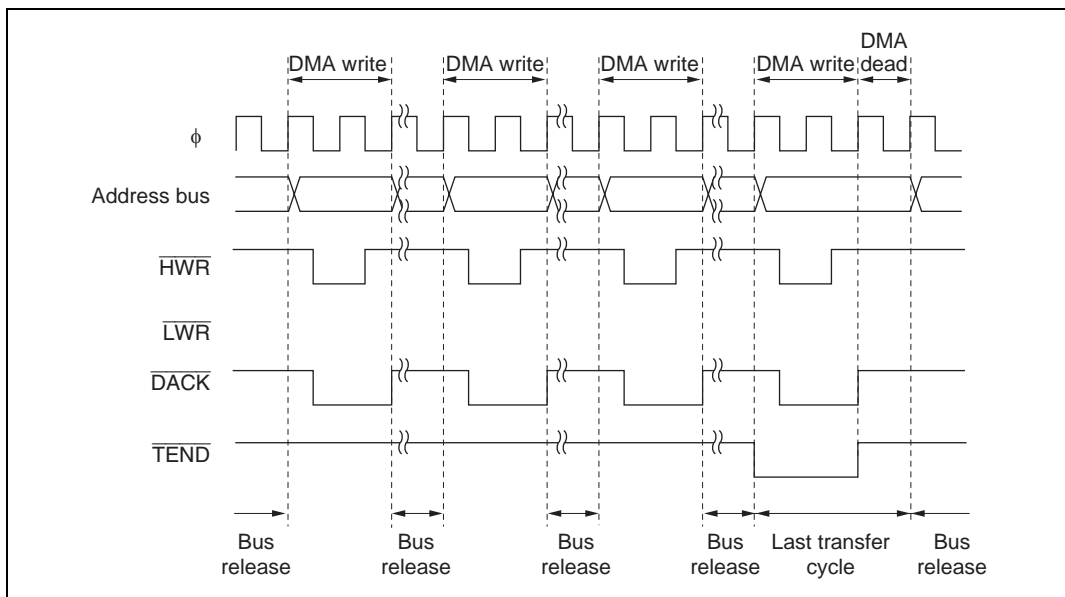 DMA
DMA write DMA write DMA write DMA write dead
ϕ
Address bus
HWR
LWR
DACK
TEND
Bus Bus Bus Bus Last transfer Bus
release release release release cycle release